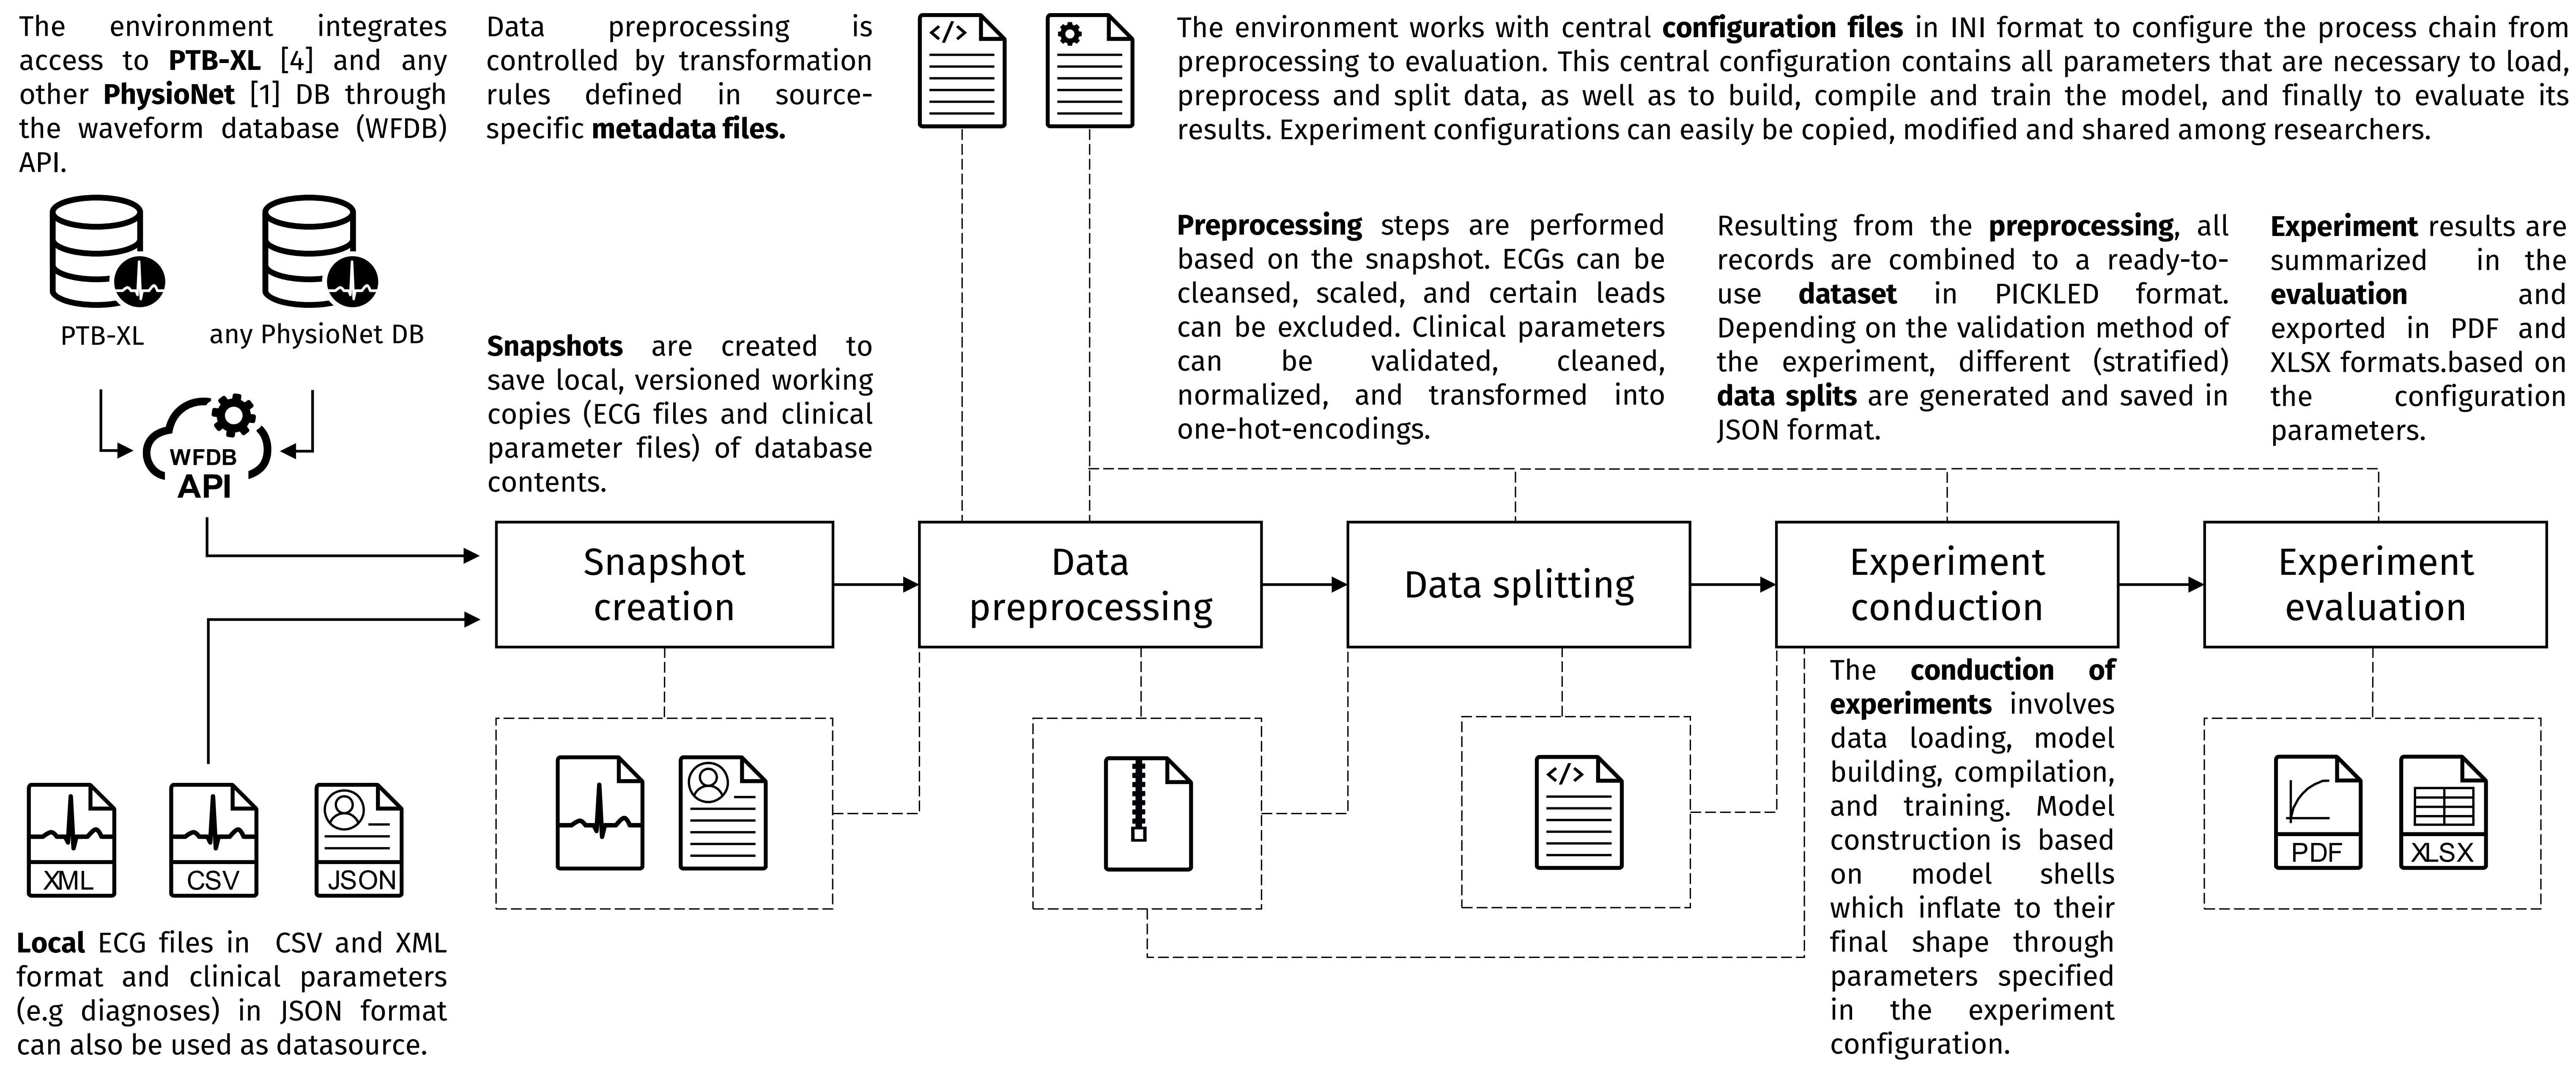 The environment integrates
access to PTB-XL [4] and any
other PhysioNet [1] DB through
the waveform database (WFDB)
API.
Data preprocessing is
controlled by transformation
rules defined in source-
specific metadata files.
</>
The environment works with central configuration files in INI format to configure the process chain from
preprocessing to evaluation. This central configuration contains all parameters that are necessary to load,
preprocess and split data, as well as to build, compile and train the model, and finally to evaluate its
results. Experiment configurations can easily be copied, modified and shared among researchers.
PTB-XL
any PhysioNet DB
WFDB
API
Snapshots are created to
save local, versioned working
copies (ECG files and clinical
parameter files) of database
contents.
Preprocessing steps are performed
based on the snapshot. ECGs can be
cleansed, scaled, and certain leads
can be excluded. Clinical parameters
can be validated, cleaned,
normalized, and transformed into
one-hot-encodings.
Resulting from the preprocessing, all
records are combined to a ready-to-
use dataset in PICKLED format.
Depending on the validation method of
the experiment, different (stratified)
data splits are generated and saved in
JSON format.
Experiment results are
summarized in the
evaluation and
exported in PDF and
XLSX formats.based on
the configuration
parameters.
Snapshot
creation
Data
preprocessing
Data splitting
Experiment
conduction
Experiment
evaluation
XML
CSV
JSON
</>
The conduction of
experiments involves
data loading, model
building, compilation,
and training. Model
construction is based
on model shells
which inflate to their
final shape through
parameters specified
in the experiment
configuration.
PDF
XLSX
Local ECG files in CSV and XML
format and clinical parameters
(e.g diagnoses) in JSON format
can also be used as datasource.